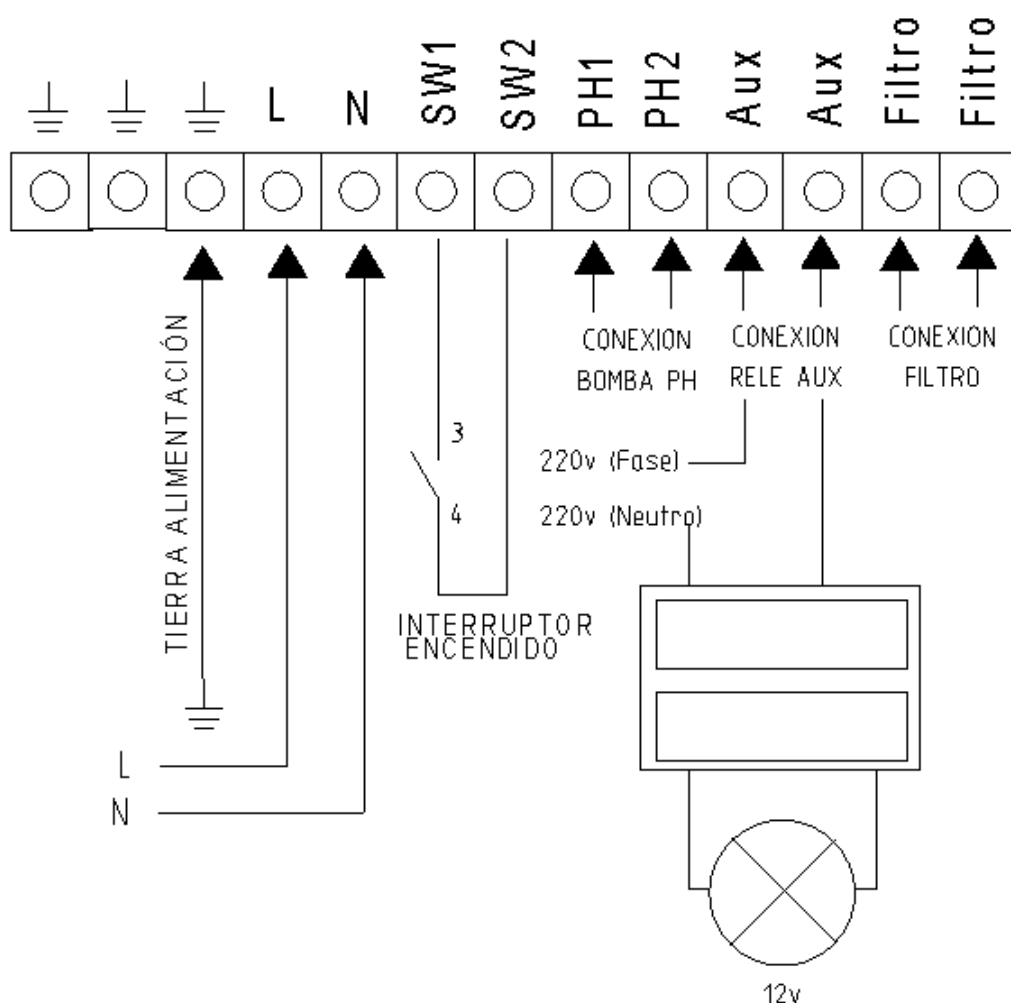 L
N
SW1
SW2
PH1
PH2
Aux
Aux
Filtro
Filtro
TIERRA ALIMENTACIÓN
CONEXION
BOMBA PH
CONEXION
RELE AUX
CONEXION
FILTRO
3
4
220v (Fase)
220v (Neutro)
INTERRUPTOR
ENCENDIDO
L
N
12v